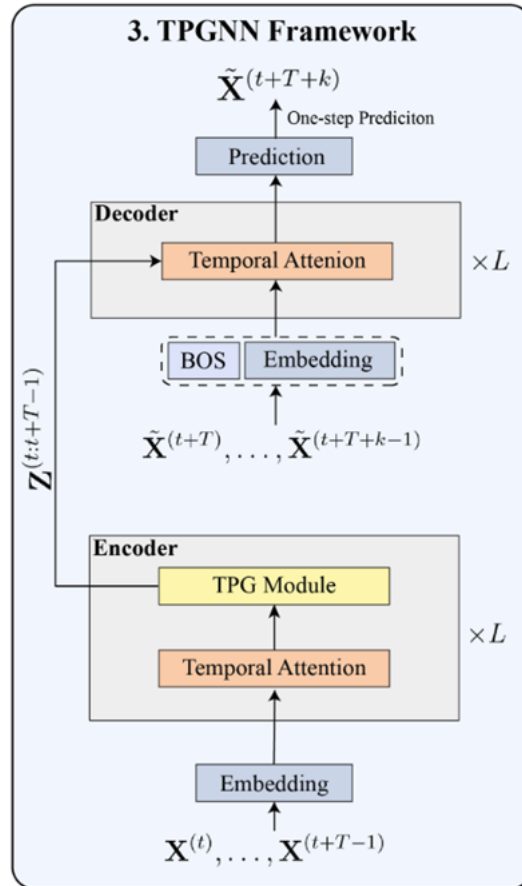 3. TPGNN Framework
X̃^(t+T+k)
One-step Prediciton
Prediction
Decoder
Temporal Attenion
×L
BOS
Embedding
X̃^(t+T), . . . , X̃^(t+T+k−1)
Z^(t:t+T−1)
Encoder
TPG Module
×L
Temporal Attention
Embedding
X^(t), . . . , X^(t+T−1)